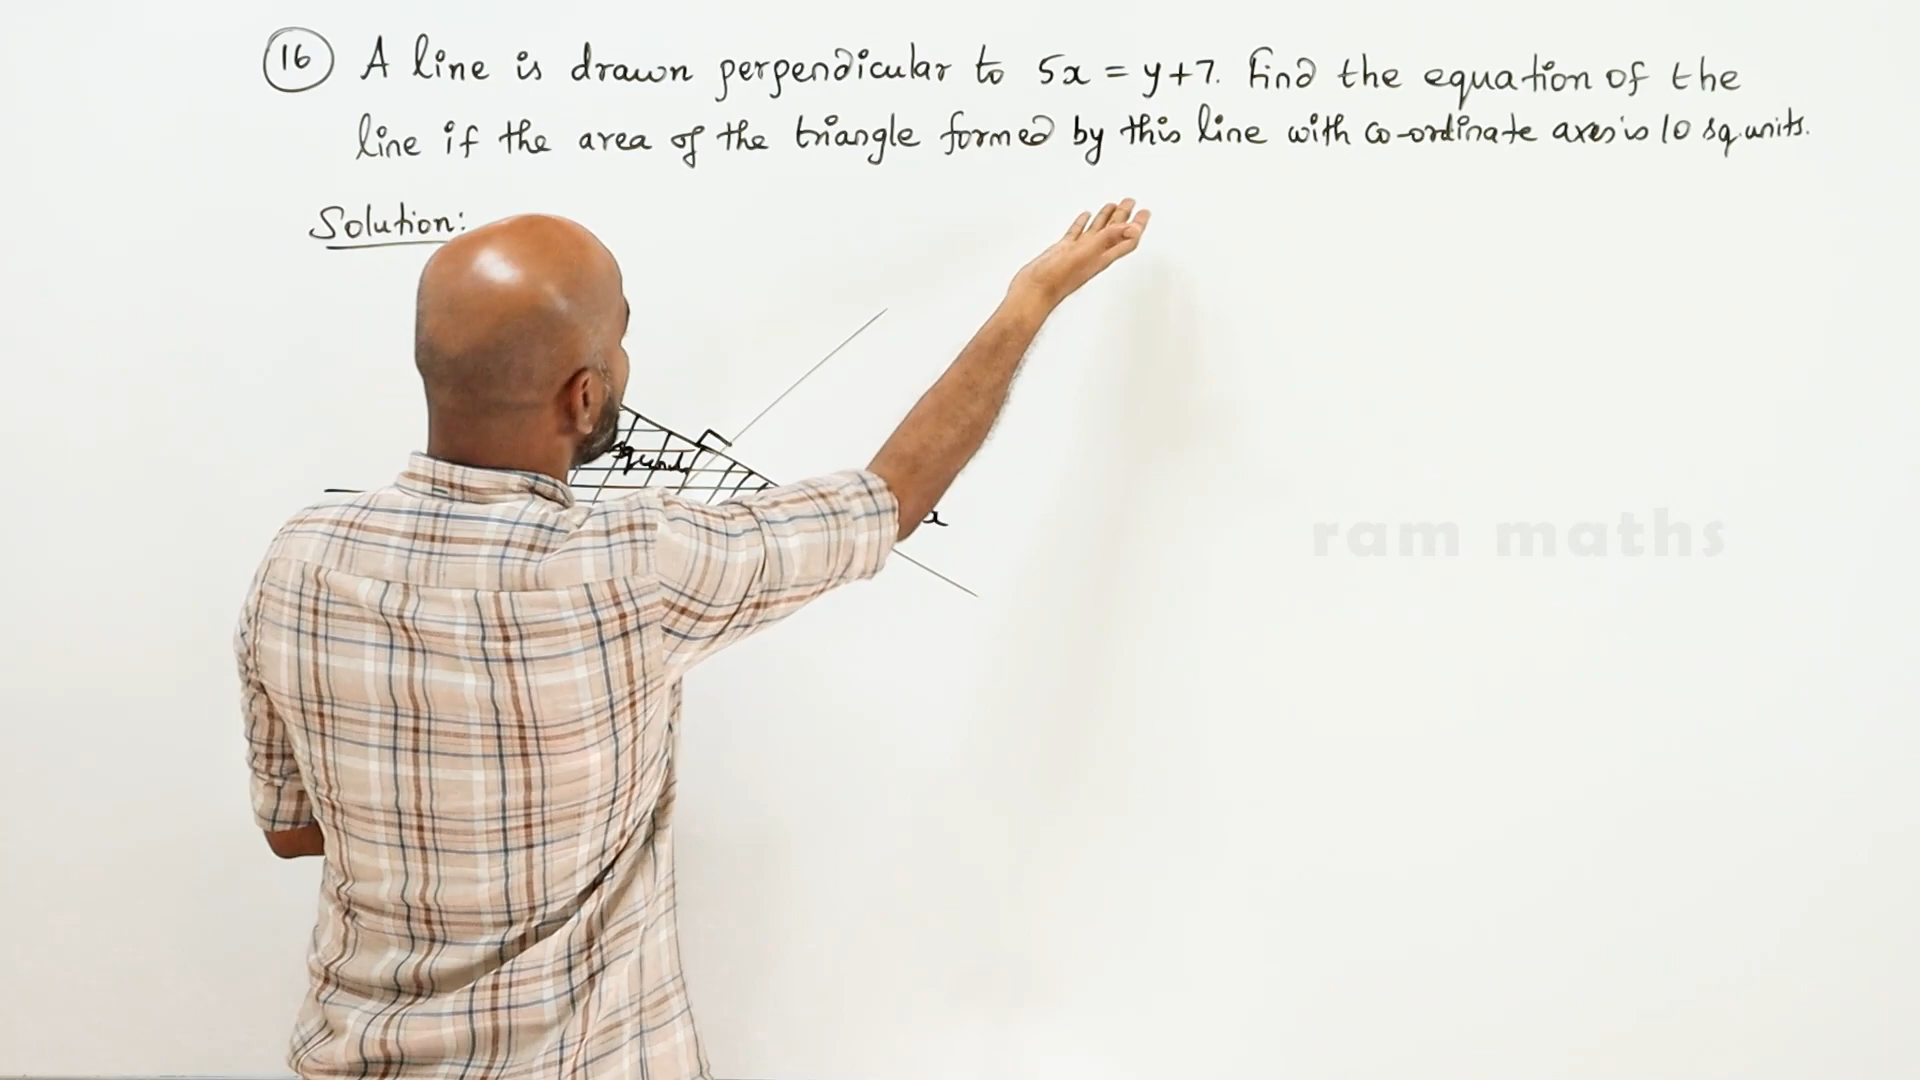 16 A line is drawn perpendicular to 5x = y+7. Find the equation of the
line if the area of the triangle formed by this line with co-ordinate axes is 10 sq.units.
Solution:
x
ram maths